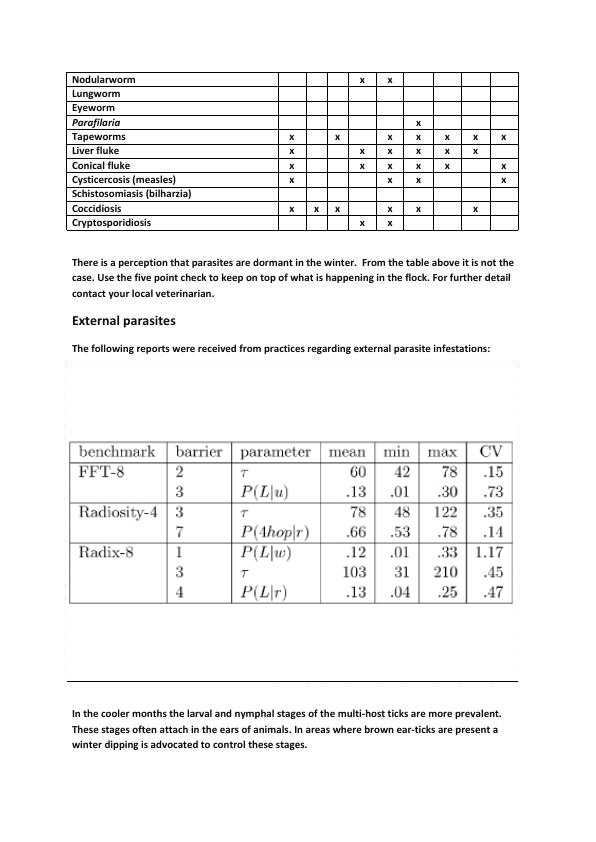 Nodularworm x x
Lungworm
Eyeworm
Parafilaria x
Tapeworms x x x x x x x
Liver fluke x x x x x x
Conical fluke x x x x x x
Cysticercosis (measles) x x x x
Schistosomiasis (bilharzia)
Coccidiosis x x x x x x
Cryptosporidiosis x x
There is a perception that parasites are dormant in the winter. From the table above it is not the
case. Use the five point check to keep on top of what is happening in the flock. For further detail
contact your local veterinarian.
External parasites
The following reports were received from practices regarding external parasite infestations:
benchmark barrier parameter mean min max CV
FFT-8 2 τ 60 42 78 .15
3 P(L|u) .13 .01 .30 .73
Radiosity-4 3 τ 78 48 122 .35
7 P(4hop|r) .66 .53 .78 .14
Radix-8 1 P(L|w) .12 .01 .33 1.17
3 τ 103 31 210 .45
4 P(L|r) .13 .04 .25 .47
In the cooler months the larval and nymphal stages of the multi-host ticks are more prevalent.
These stages often attach in the ears of animals. In areas where brown ear-ticks are present a
winter dipping is advocated to control these stages.